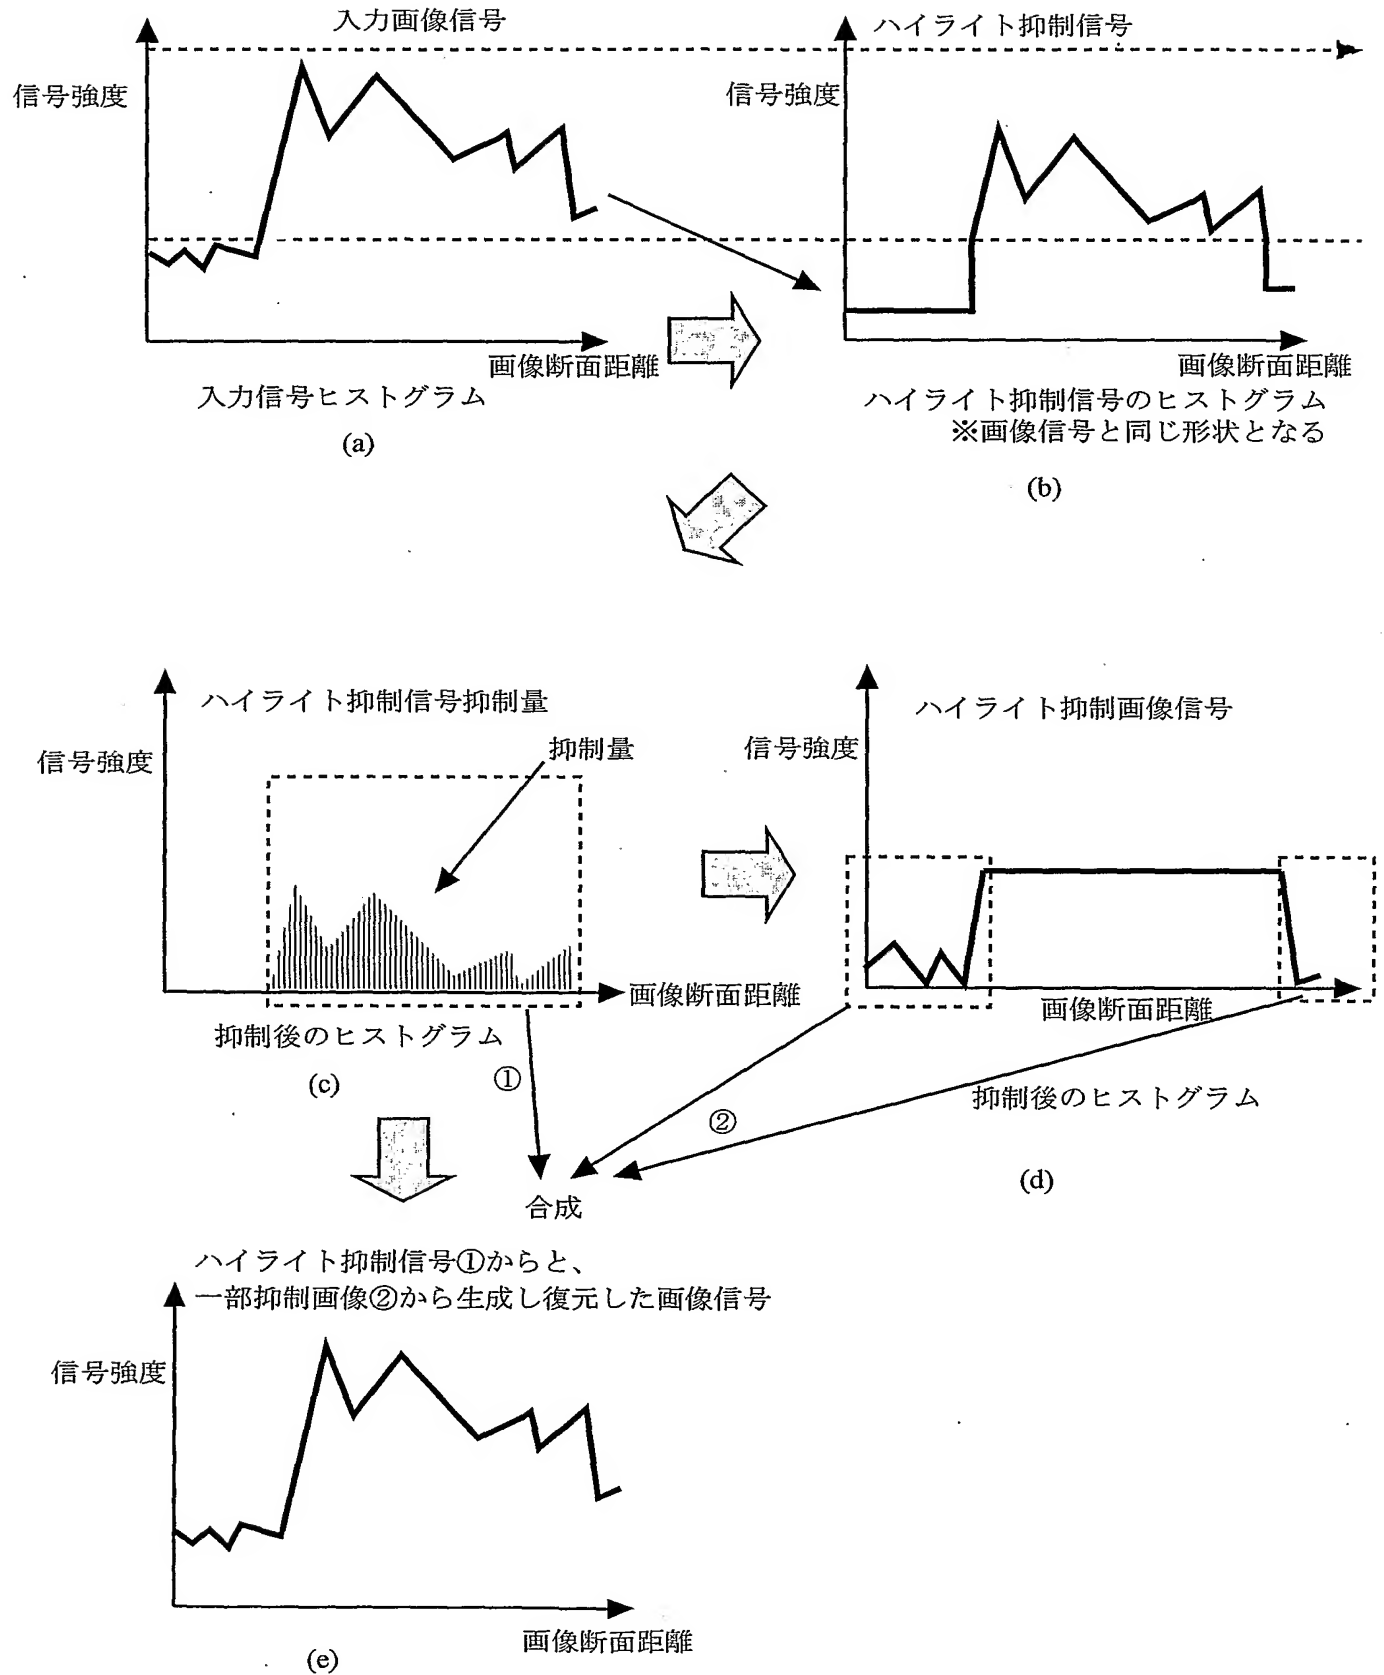 入力画像信号
信号強度
画像断面距離
入力信号ヒストグラム
(a)
ハイライト抑制信号
信号強度
画像断面距離
ハイライト抑制信号のヒストグラム
※画像信号と同じ形状となる
(b)
ハイライト抑制信号抑制量
信号強度
抑制量
画像断面距離
抑制後のヒストグラム
(c)
①
ハイライト抑制画像信号
信号強度
画像断面距離
抑制後のヒストグラム
②
(d)
合成
ハイライト抑制信号①からと、
一部抑制画像②から生成し復元した画像信号
信号強度
画像断面距離
(e)